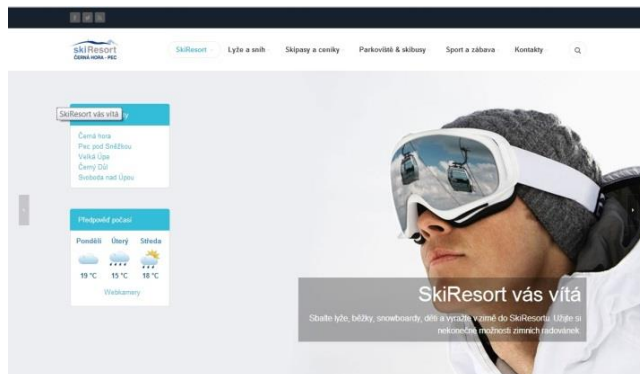 skiResort
ČERNÁ HORA - PEC
SkiResort
Lyže a sníh
Skipasy a ceníky
Parkoviště & skibusy
Sport a zábava
Kontakty
SkiResort vás vítá
Černá hora
Pec pod Sněžkou
Velká Úpa
Černý Důl
Svoboda nad Úpou
Předpověď počasí
Pondělí Úterý Středa
19 °C 15 °C 18 °C
Webkamery
SkiResort vás vítá
Sbalte lyže, běžky, snowboardy, děti a vyražte v zimě do SkiResortu. Užijte si
nekonečné možnosti zimních radovánek.